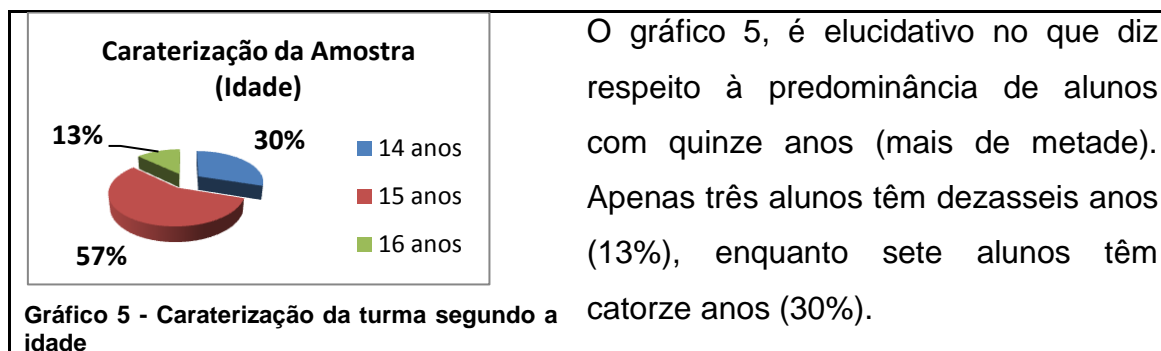 Caraterização da Amostra
(Idade)
13%
30%
57%
14 anos
15 anos
16 anos
Gráfico 5 - Caraterização da turma segundo a
idade
O gráfico 5, é elucidativo no que diz
respeito à predominância de alunos
com quinze anos (mais de metade).
Apenas três alunos têm dezasseis anos
(13%), enquanto sete alunos têm
catorze anos (30%).